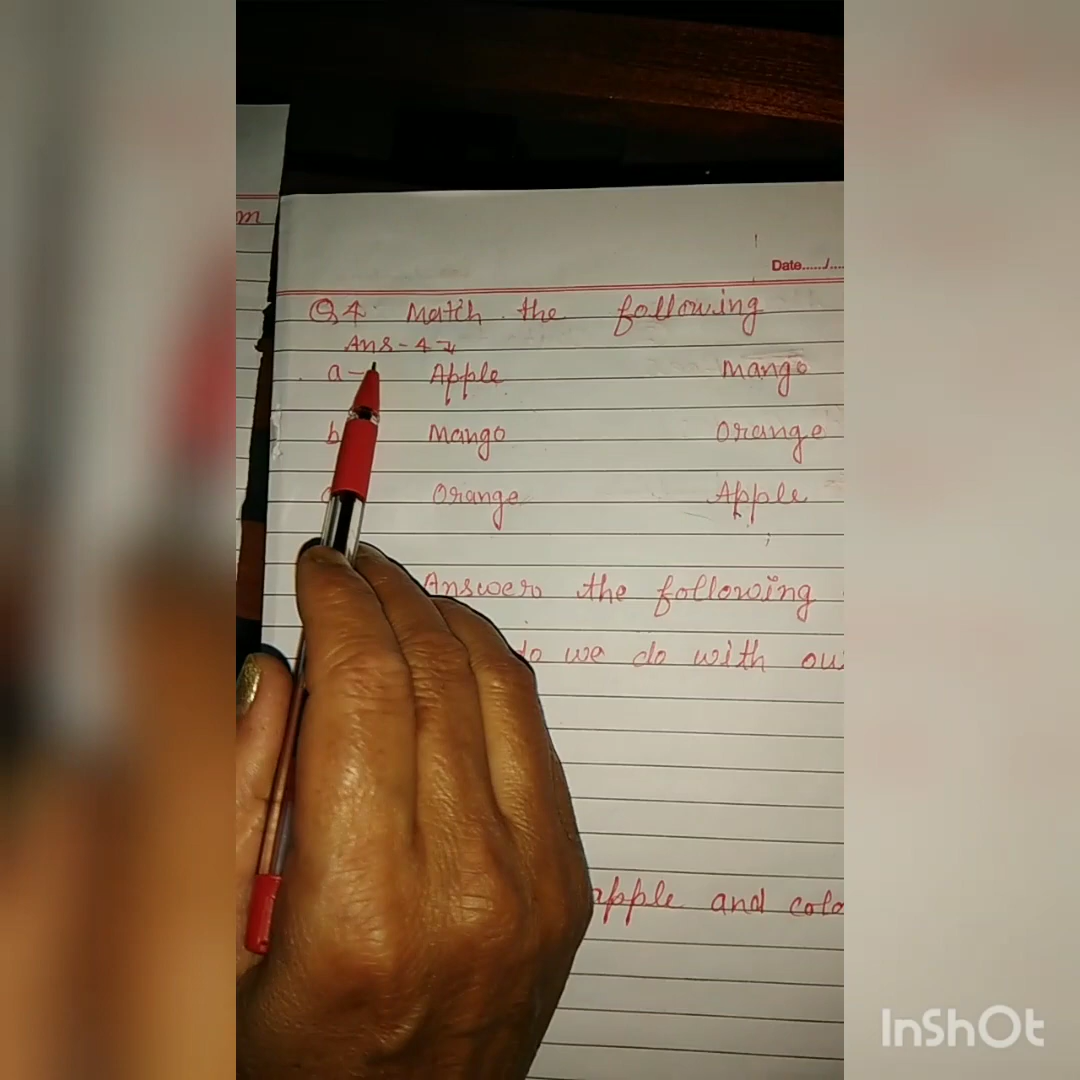 m
Date....../....
Q4. Match the following
Ans-4
a- Apple Mango
b Mango Orange
Orange Apple
Answer the following
do we do with ou
apple and colo
InShOt